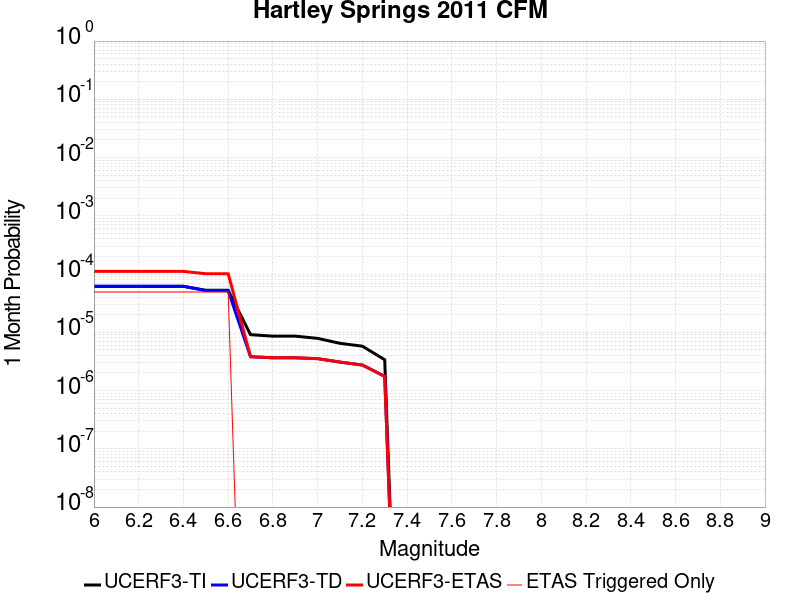 Hartley Springs 2011 CFM
10^0
10^-1
10^-2
10^-3
10^-4
10^-5
10^-6
10^-7
10^-8
1 Month Probability
6 6.2 6.4 6.6 6.8 7 7.2 7.4 7.6 7.8 8 8.2 8.4 8.6 8.8 9
Magnitude
UCERF3-TI UCERF3-TD UCERF3-ETAS ETAS Triggered Only